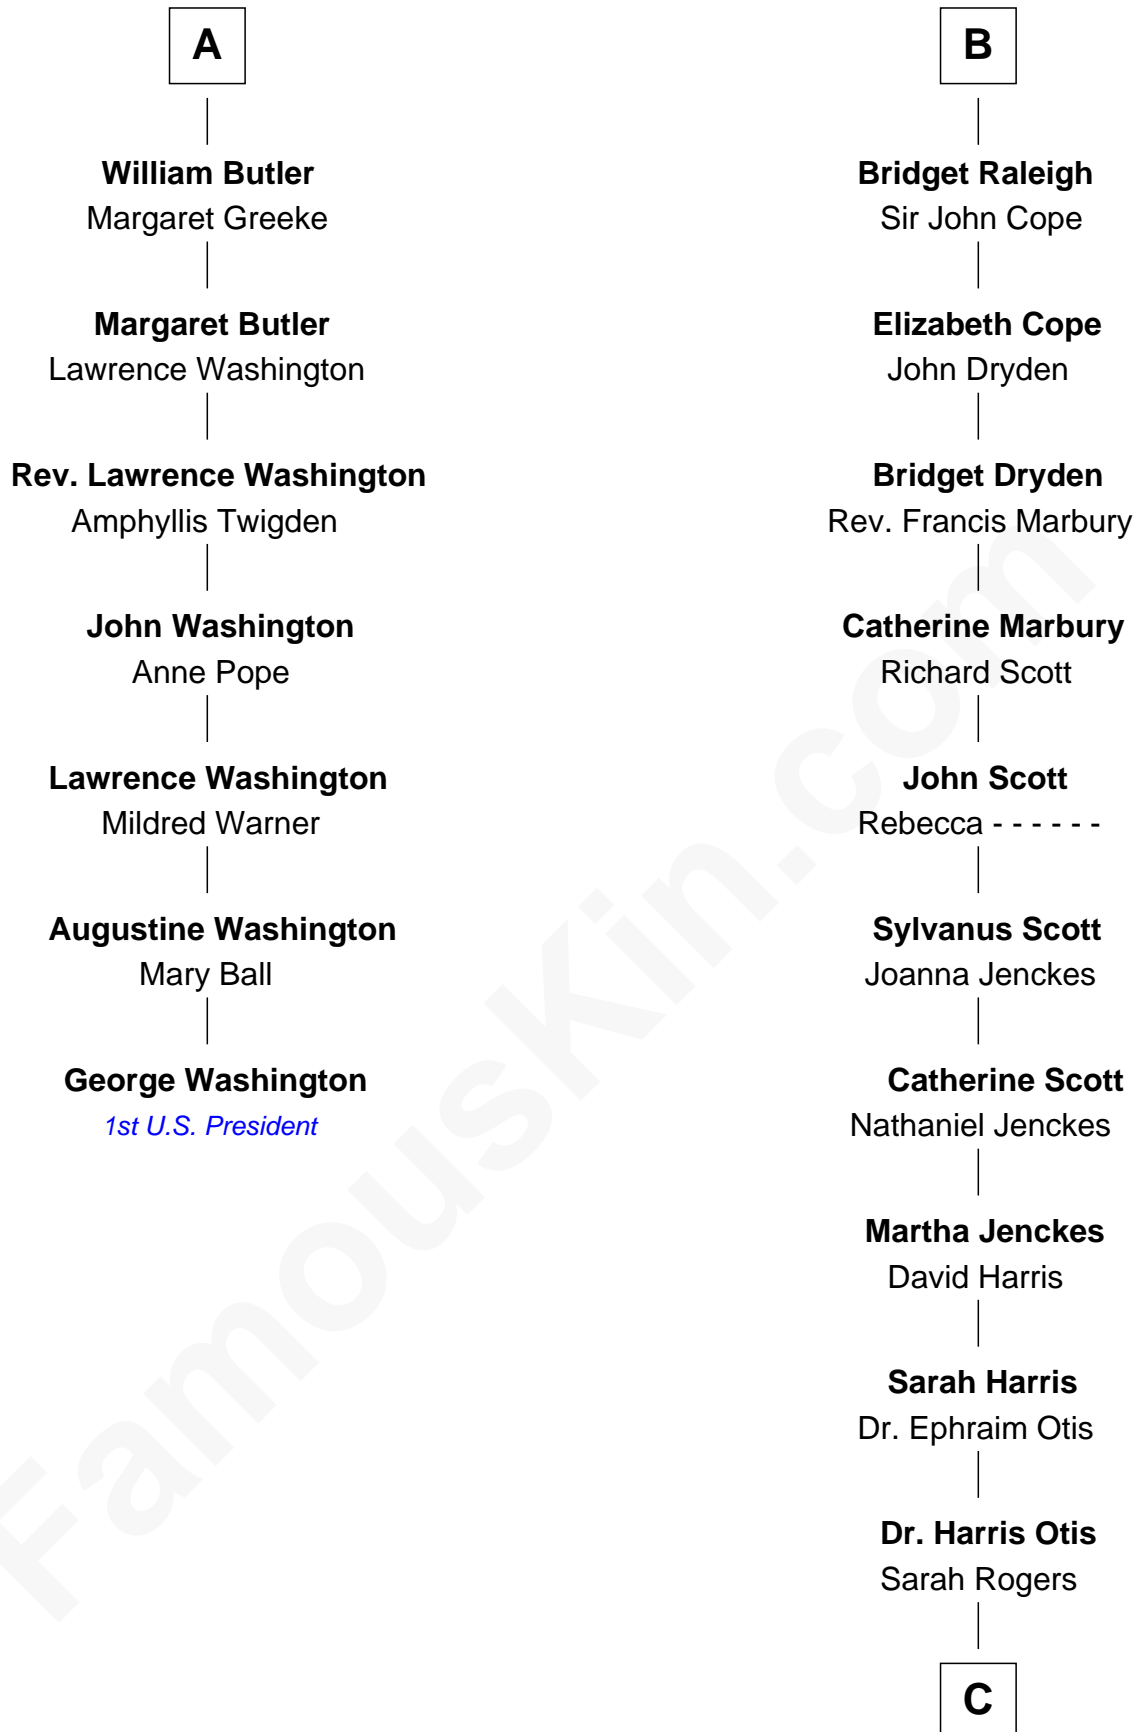 A
William Butler
Margaret Greeke
Margaret Butler
Lawrence Washington
Rev. Lawrence Washington
Amphyllis Twigden
John Washington
Anne Pope
Lawrence Washington
Mildred Warner
Augustine Washington
Mary Ball
George Washington
1st U.S. President
B
Bridget Raleigh
Sir John Cope
Elizabeth Cope
John Dryden
Bridget Dryden
Rev. Francis Marbury
Catherine Marbury
Richard Scott
John Scott
Rebecca - - - - - -
Sylvanus Scott
Joanna Jenckes
Catherine Scott
Nathaniel Jenckes
Martha Jenckes
David Harris
Sarah Harris
Dr. Ephraim Otis
Dr. Harris Otis
Sarah Rogers
C
FamousKin.com